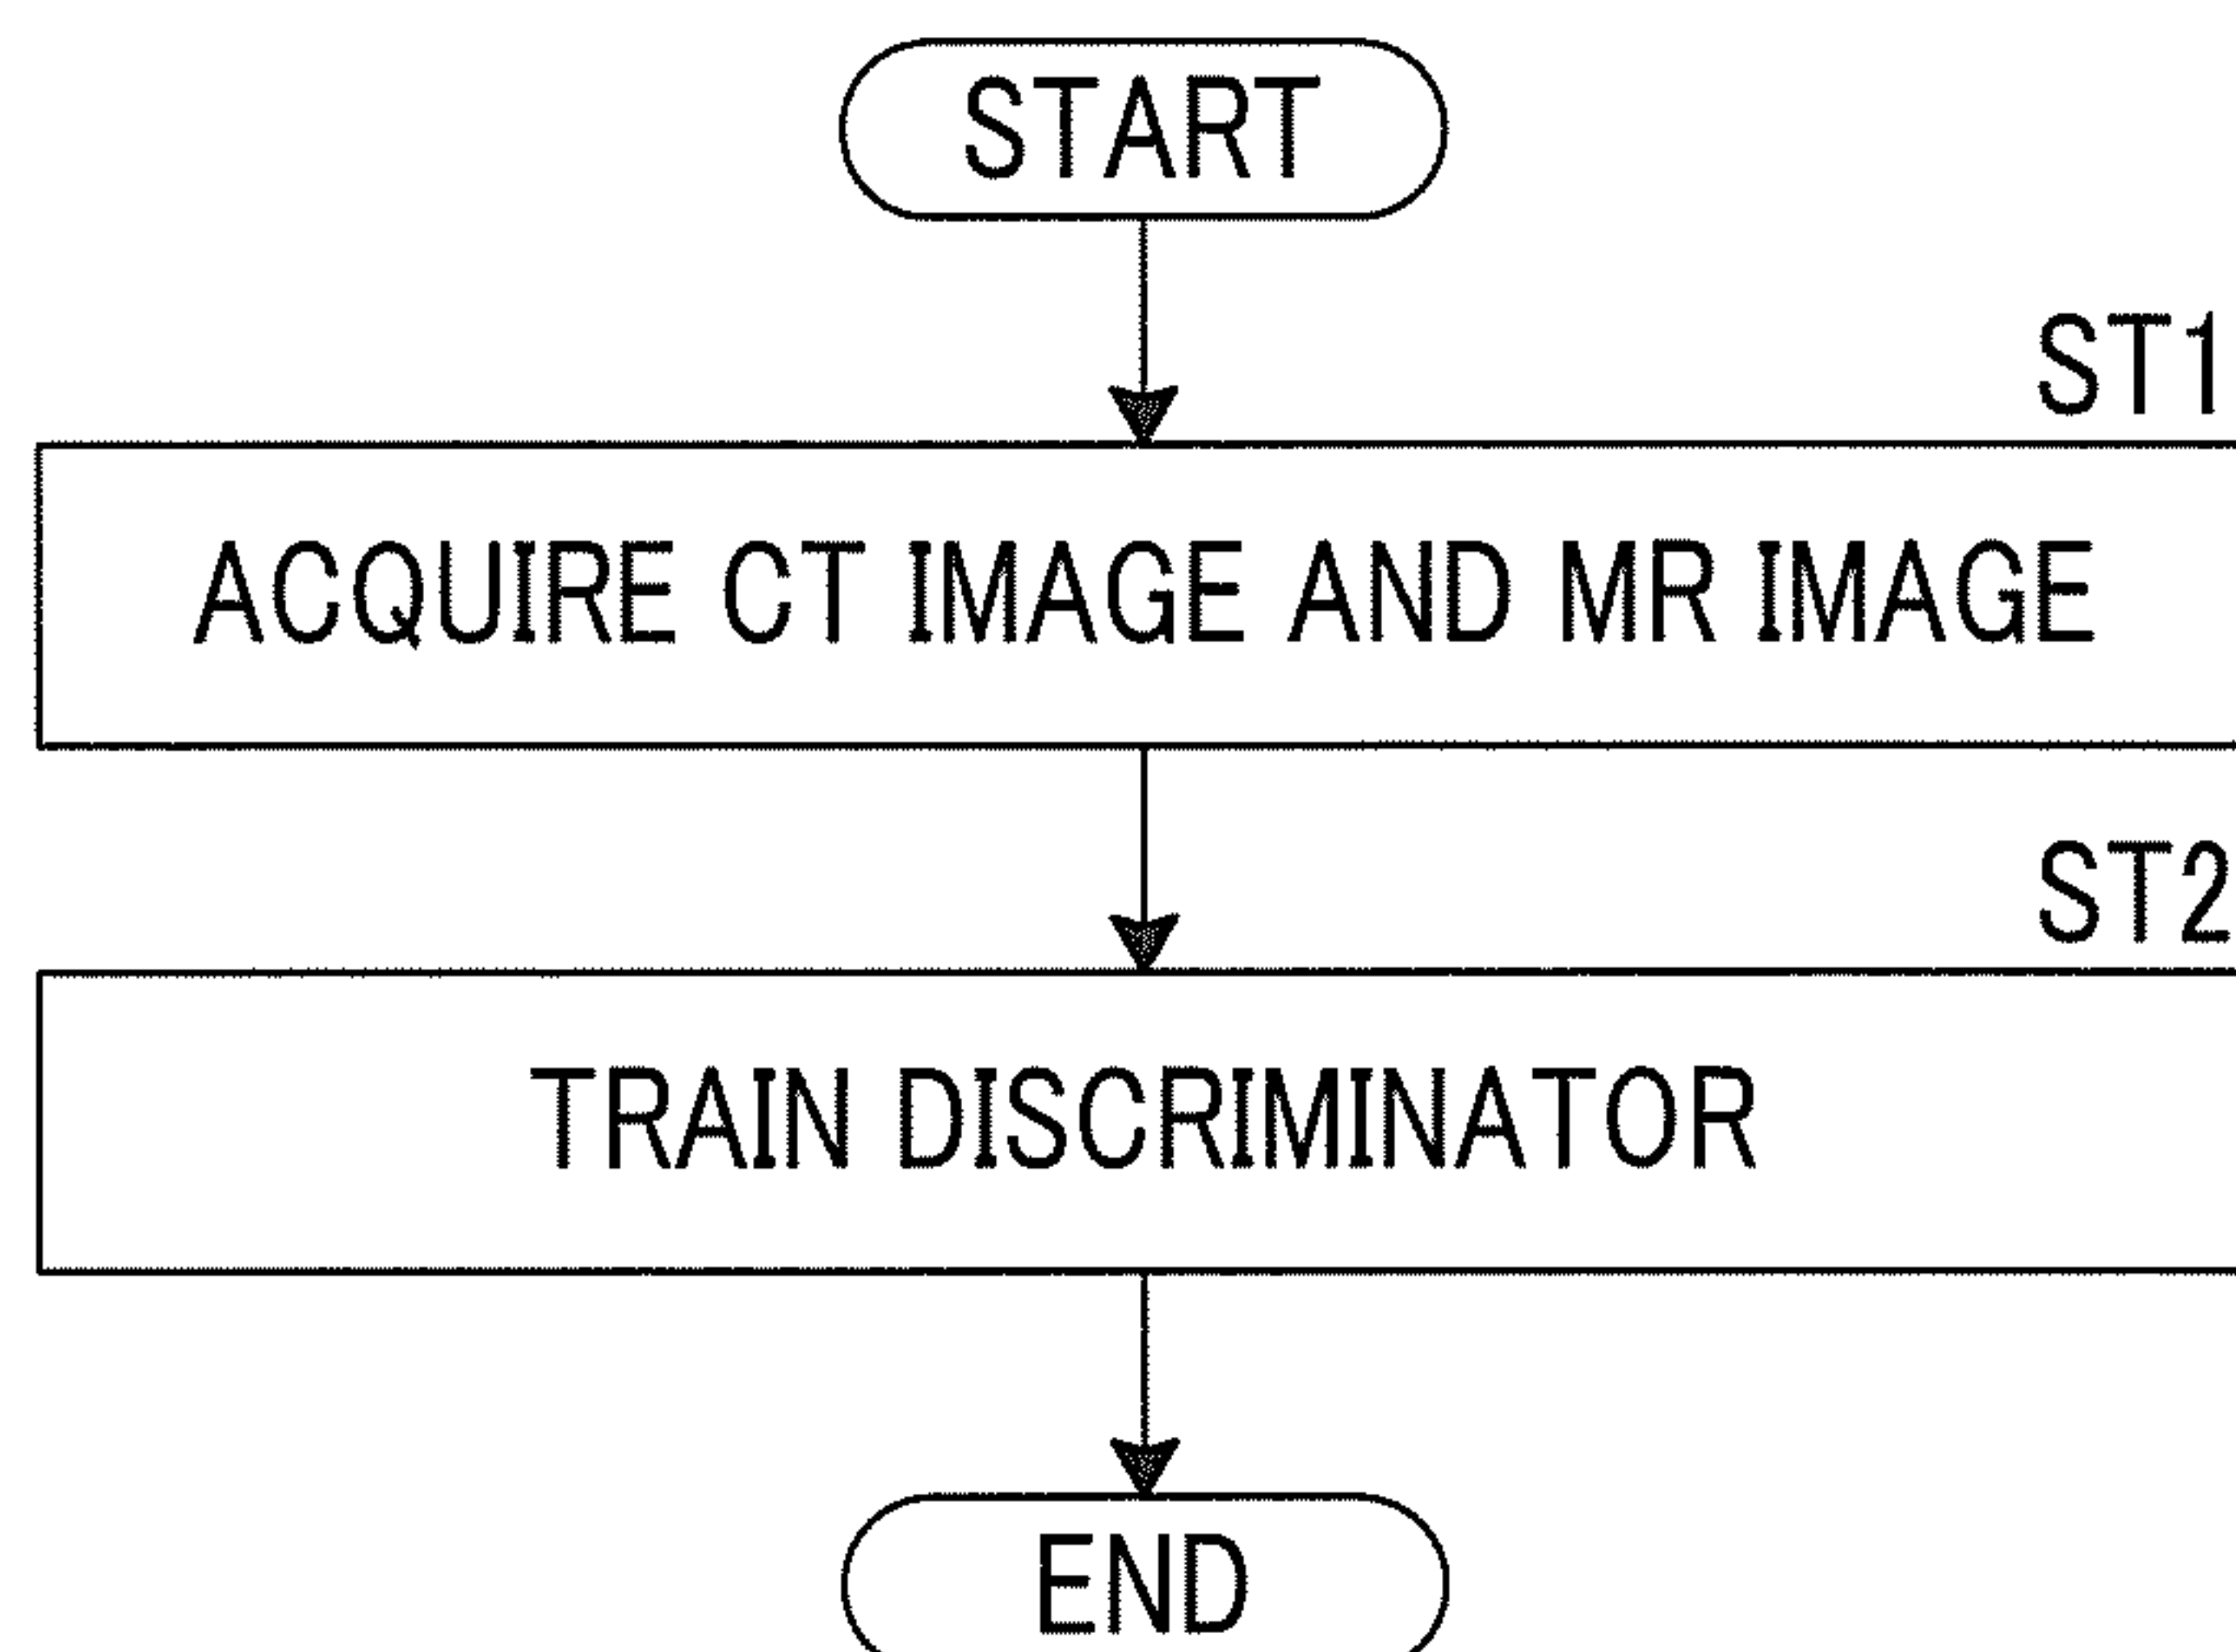 START
ST1
ACQUIRE CT IMAGE AND MR IMAGE
ST2
TRAIN DISCRIMINATOR
END